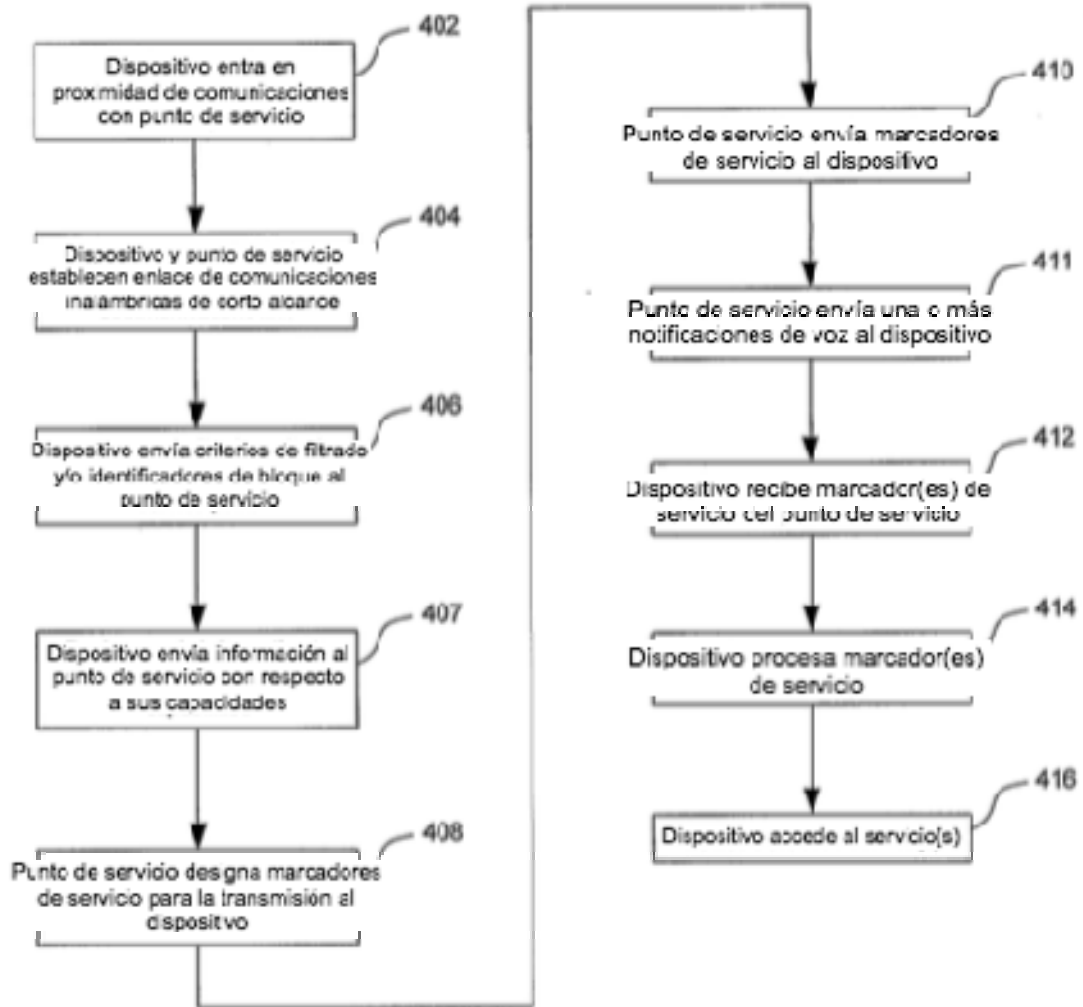 402
Dispositivo entra en
proximidad de comunicaciones
con punto de servicio
404
Dispositivo y punto de servicio
establecen enlace de comunicaciones
inalámbricas de corto alcance
406
Dispositivo envía criterios de filtrado
y/o identificadores de bloque al
punto de servicio
407
Dispositivo envía información al
punto de servicio con respecto
a sus capacidades
408
Punto de servicio designa marcadores
de servicio para la transmisión al
dispositivo
410
Punto de servicio envía marcadores
de servicio al dispositivo
411
Punto de servicio envía una o más
notificaciones de voz al dispositivo
412
Dispositivo recibe marcador(es) de
servicio del punto de servicio
414
Dispositivo procesa marcador(es)
de servicio
416
Dispositivo accede al servicio(s)